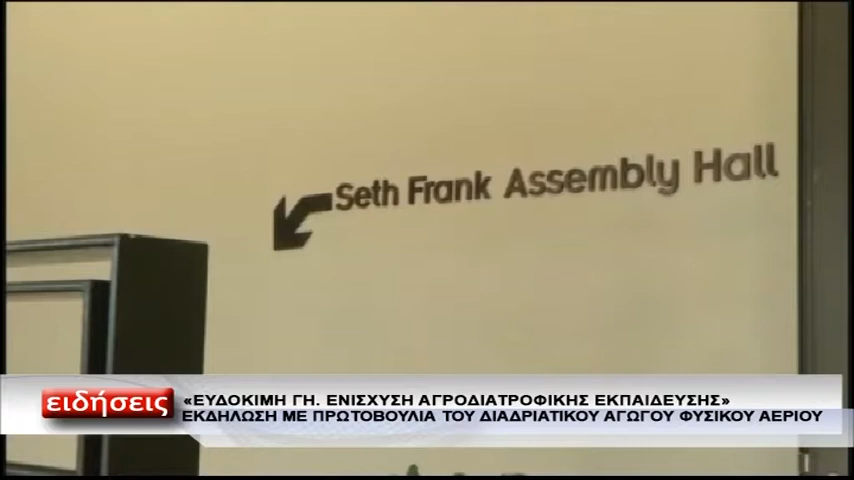 Seth Frank Assembly Hall
ειδήσεις
«ΕΥΔΟΚΙΜΗ ΓΗ. ΕΝΙΣΧΥΣΗ ΑΓΡΟΔΙΑΤΡΟΦΙΚΗΣ ΕΚΠΑΙΔΕΥΣΗΣ»
ΕΚΔΗΛΩΣΗ ΜΕ ΠΡΩΤΟΒΟΥΛΙΑ ΤΟΥ ΔΙΑΔΡΙΑΤΙΚΟΥ ΑΓΩΓΟΥ ΦΥΣΙΚΟΥ ΑΕΡΙΟΥ